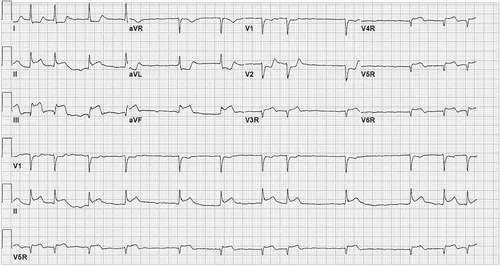 I aVR V1 V4R
II aVL V2 V5R
III aVF V3R V6R
V1
II
V5R